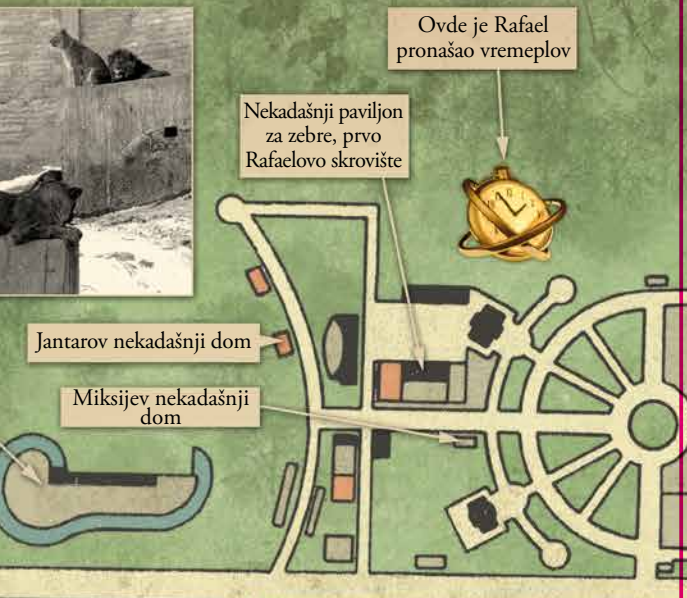 Ovde je Rafael
pronašao vremeplov
Nekadašnji paviljon
za zebre, prvo
Rafaelovo skrovište
Jantarov nekadašnji dom
Miksijev nekadašnji
dom